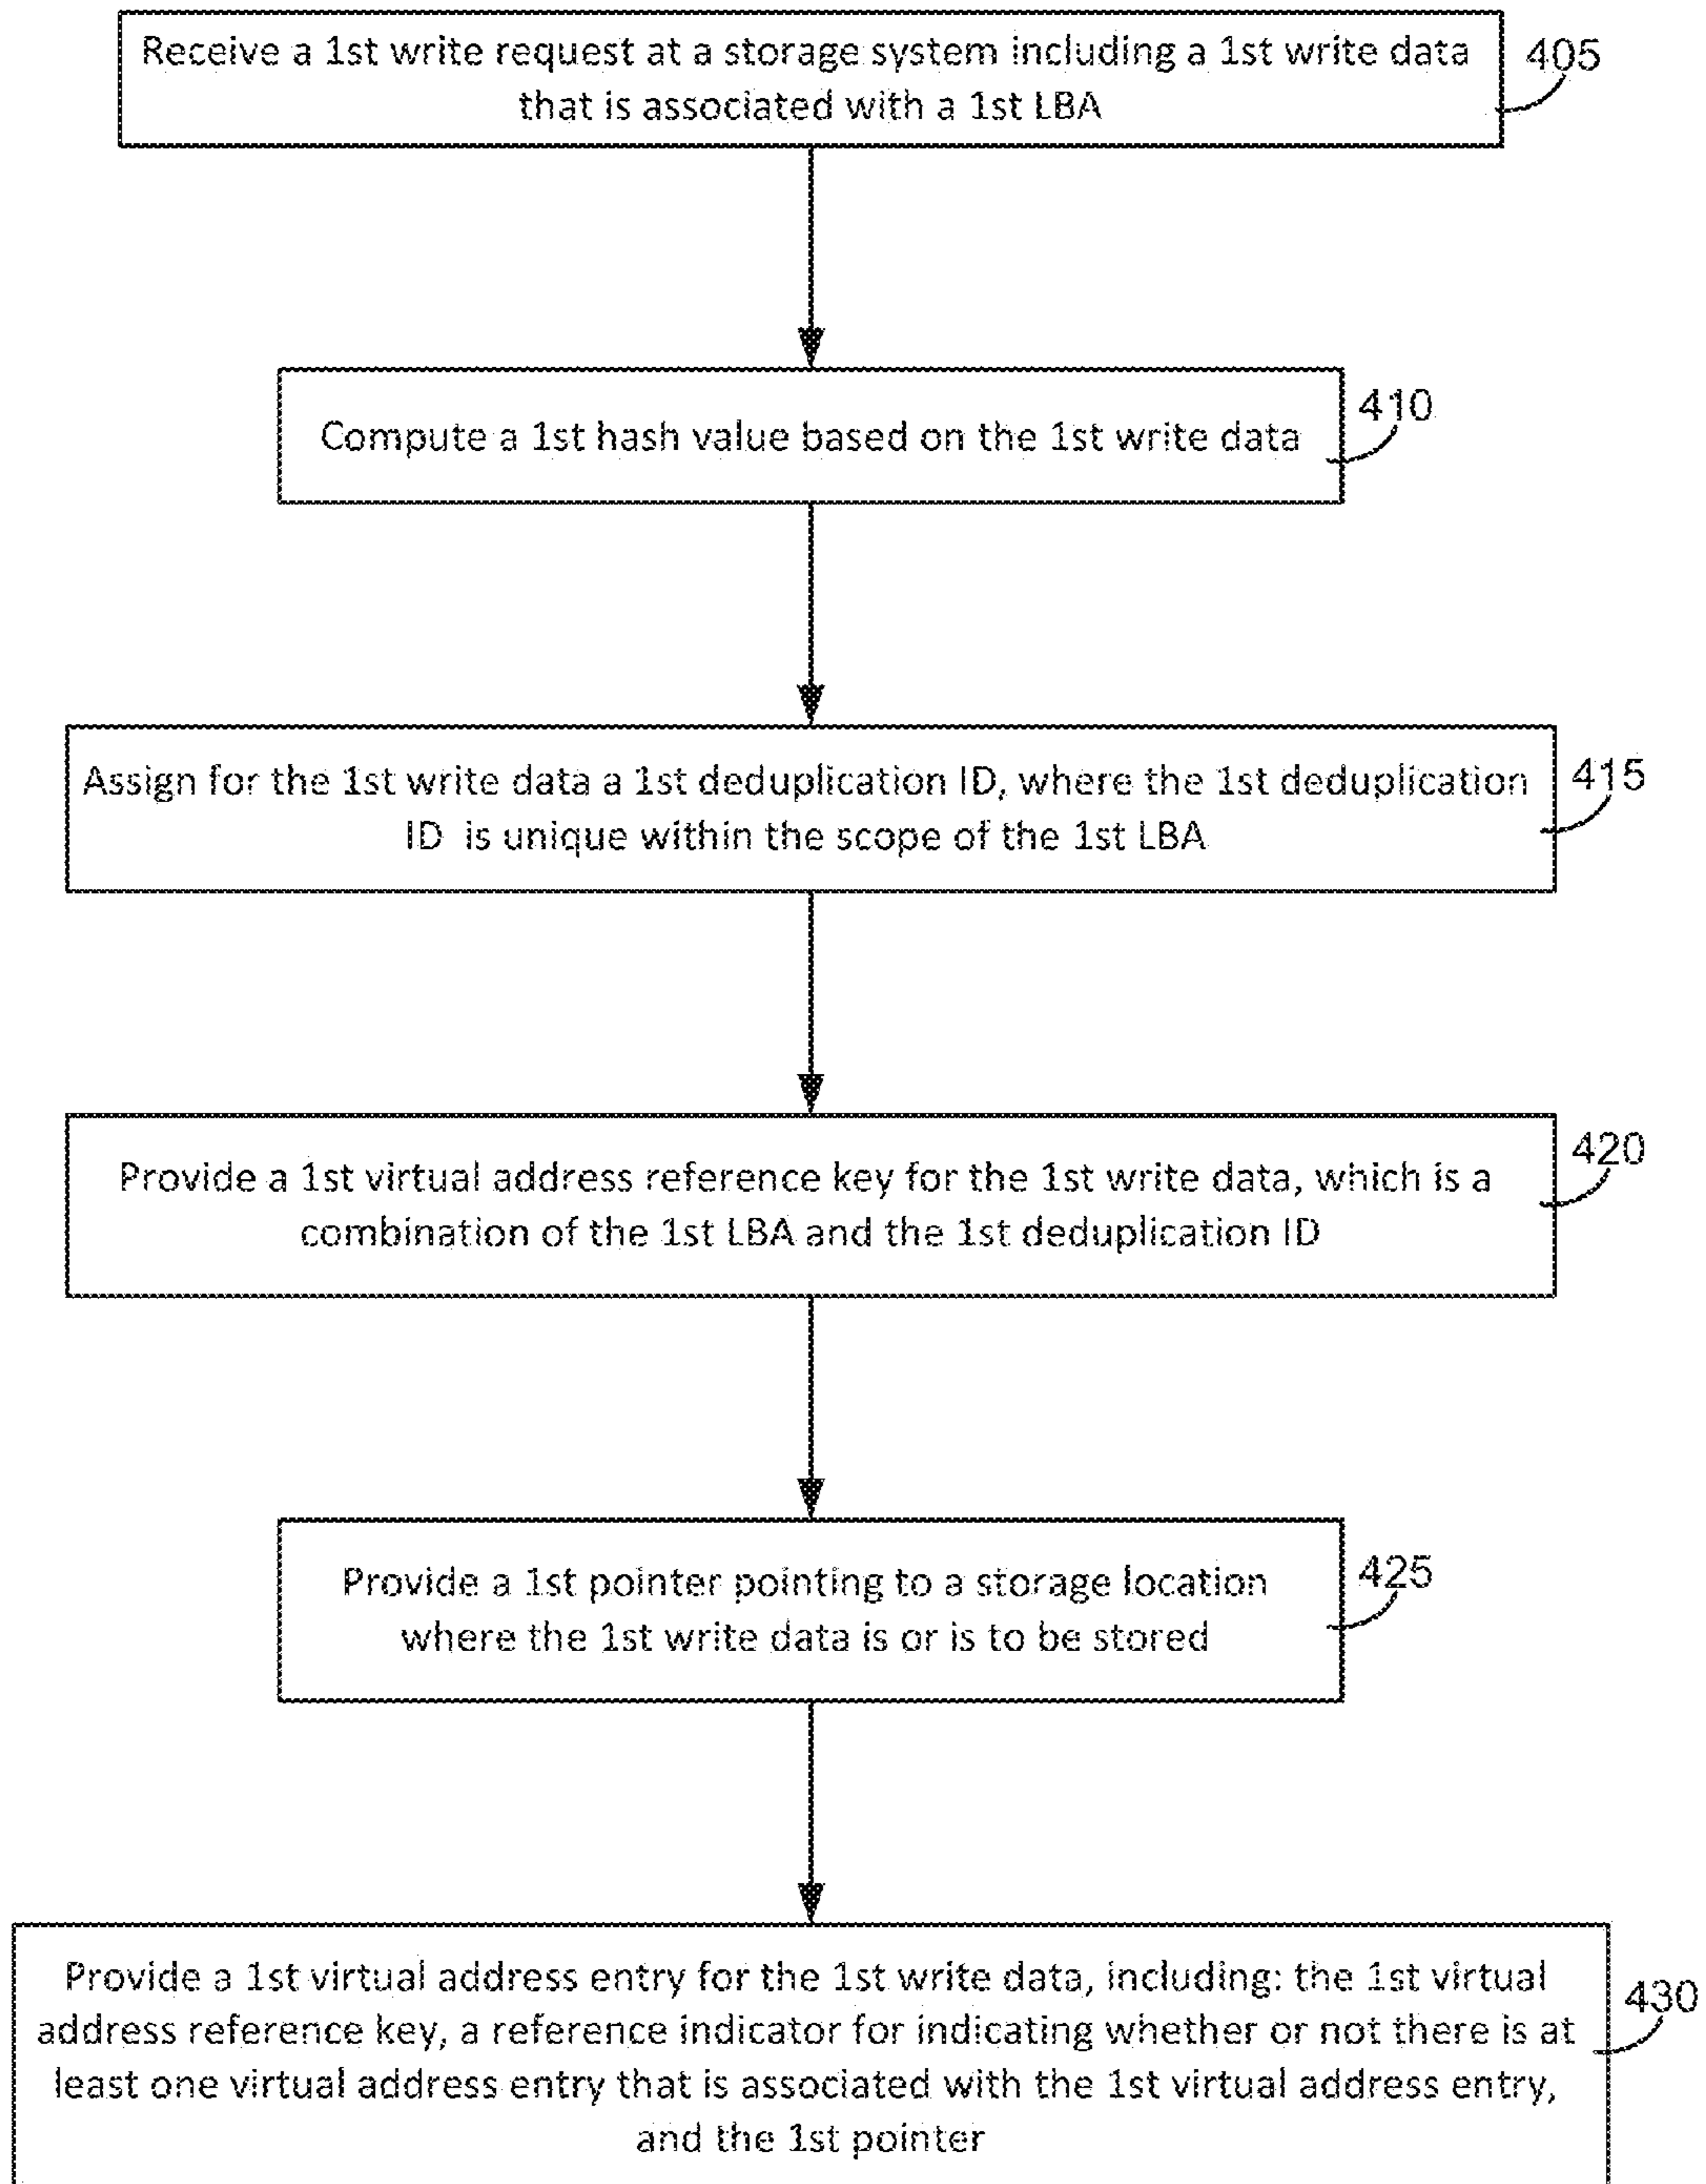 Receive a 1st write request at a storage system including a 1st write data
that is associated with a 1st LBA
405
Compute a 1st hash value based on the 1st write data
410
Assign for the 1st write data a 1st deduplication ID, where the 1st deduplication
ID is unique within the scope of the 1st LBA
415
Provide a 1st virtual address reference key for the 1st write data, which is a
combination of the 1st LBA and the 1st deduplication ID
420
Provide a 1st pointer pointing to a storage location
where the 1st write data is or is to be stored
425
Provide a 1st virtual address entry for the 1st write data, including: the 1st virtual
address reference key, a reference indicator for indicating whether or not there is at
least one virtual address entry that is associated with the 1st virtual address entry,
and the 1st pointer
430